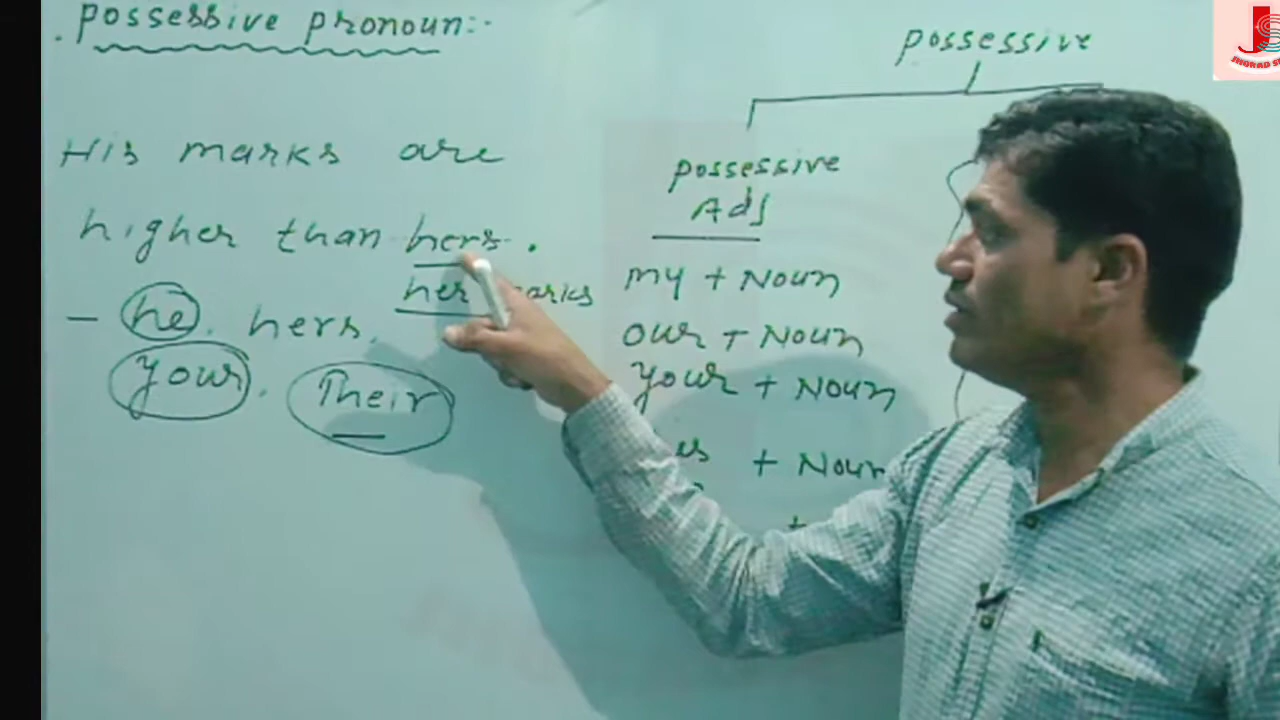 . possessive pronoun:-
His marks are
higher than hers .
her
- he . hers.
your . Their
possessive
possessive
Adj
my + Noun
our + Noun
your + Noun
+ Noun
+